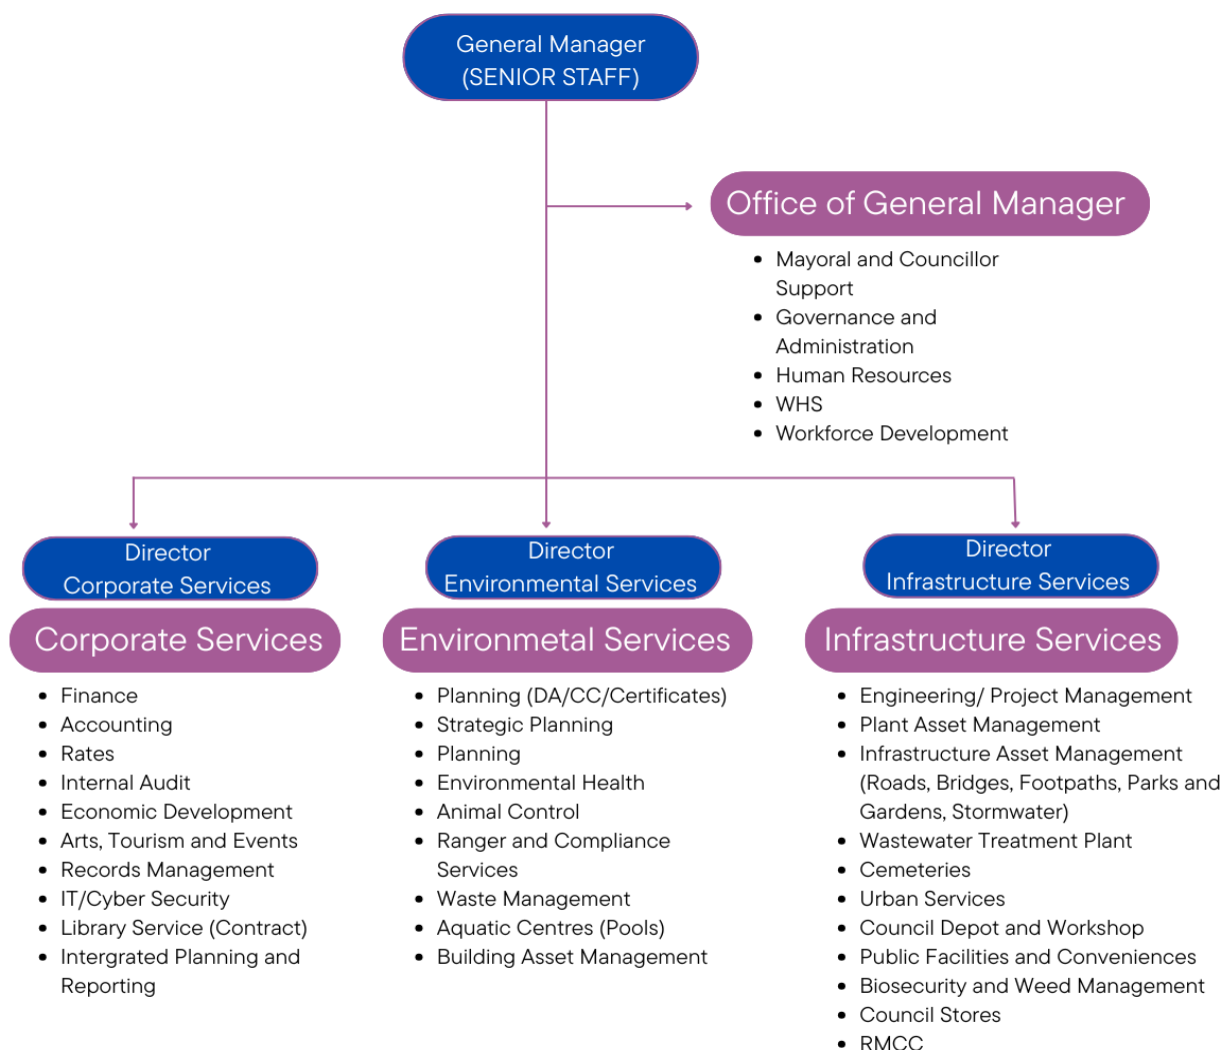 General Manager
(SENIOR STAFF)
Office of General Manager
• Mayoral and Councillor
Support
• Governance and
Administration
• Human Resources
• WHS
• Workforce Development
Director
Corporate Services
Corporate Services
• Finance
• Accounting
• Rates
• Internal Audit
• Economic Development
• Arts, Tourism and Events
• Records Management
• IT/Cyber Security
• Library Service (Contract)
• Intergrated Planning and
Reporting
Director
Environmental Services
Environmetal Services
• Planning (DA/CC/Certificates)
• Strategic Planning
• Planning
• Environmental Health
• Animal Control
• Ranger and Compliance
Services
• Waste Management
• Aquatic Centres (Pools)
• Building Asset Management
Director
Infrastructure Services
Infrastructure Services
• Engineering/ Project Management
• Plant Asset Management
• Infrastructure Asset Management
(Roads, Bridges, Footpaths, Parks and
Gardens, Stormwater)
• Wastewater Treatment Plant
• Cemeteries
• Urban Services
• Council Depot and Workshop
• Public Facilities and Conveniences
• Biosecurity and Weed Management
• Council Stores
• RMCC